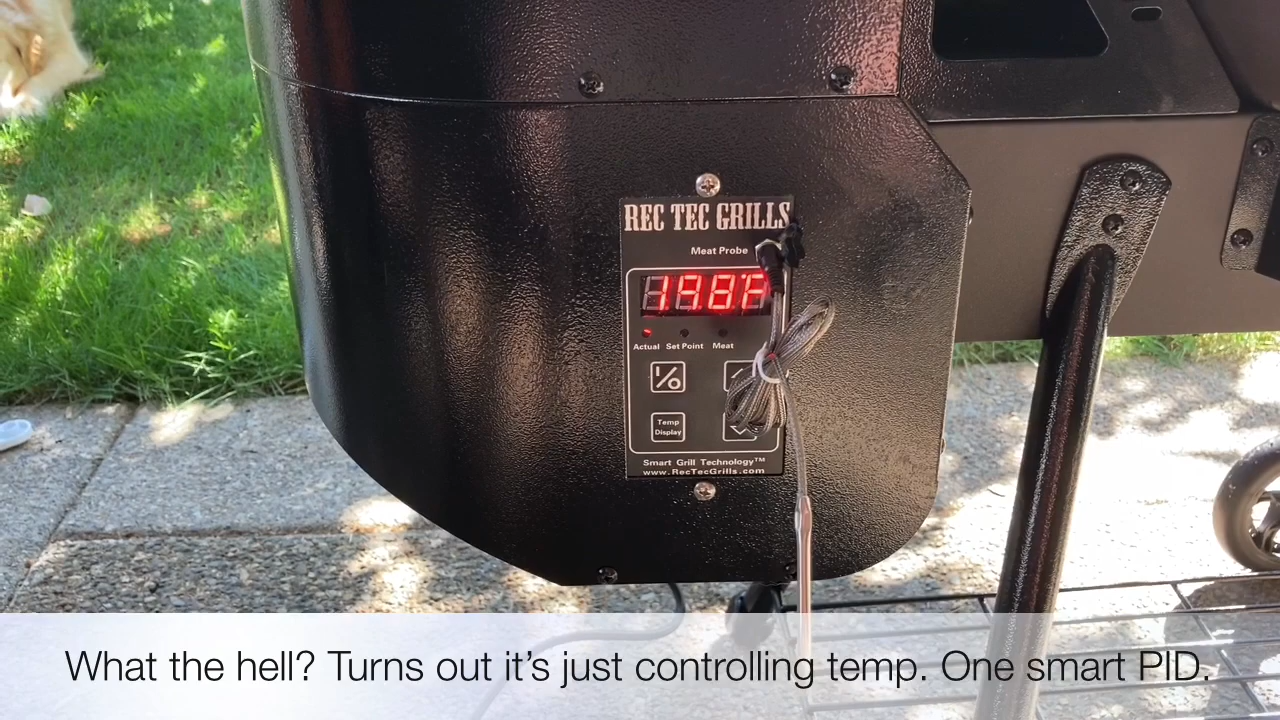 REC TEC GRILLS
Meat Probe
198F
Actual Set Point Meat
Temp
Display
Smart Grill Technology™
www.RecTecGrills.com
What the hell? Turns out it’s just controlling temp. One smart PID.